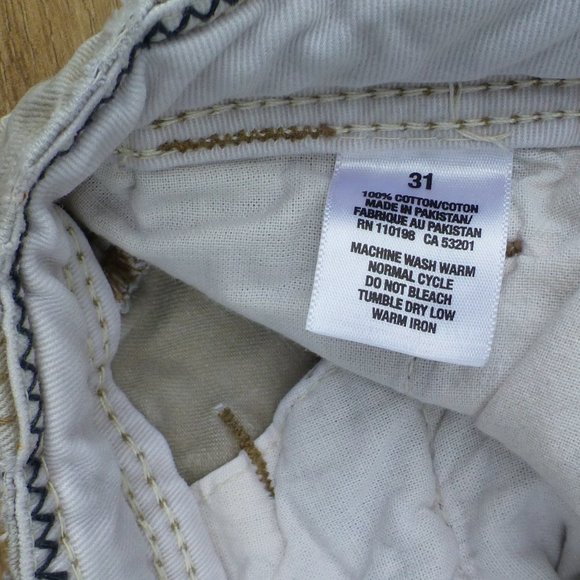 31
100% COTTON/COTON
MADE IN PAKISTAN/
FABRIQUE AU PAKISTAN
RN 110198 CA 53201
MACHINE WASH WARM
NORMAL CYCLE
DO NOT BLEACH
TUMBLE DRY LOW
WARM IRON